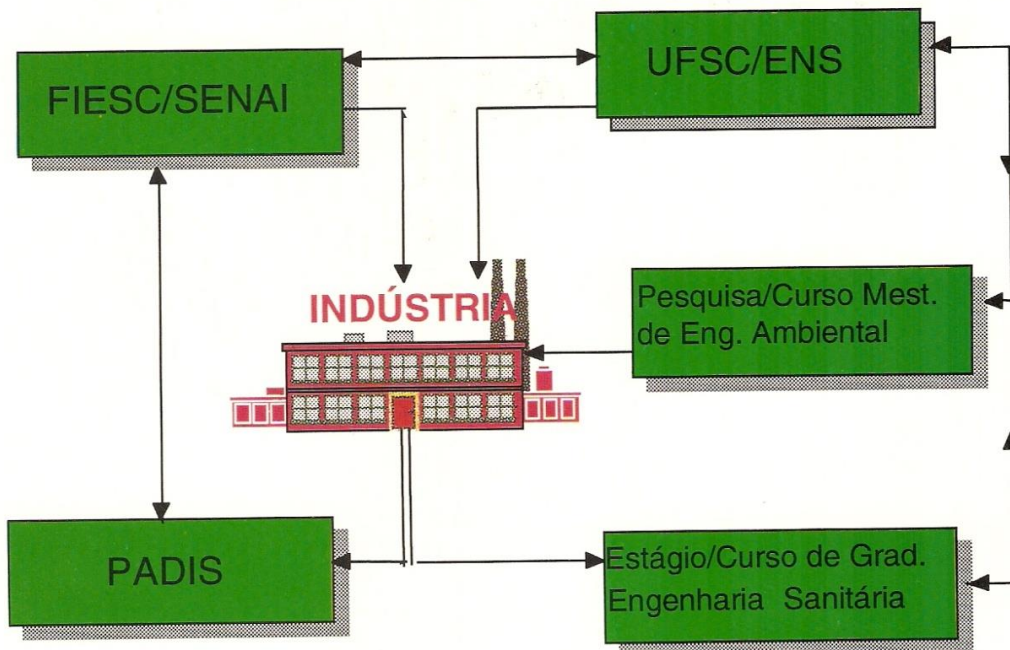 FIESC/SENAI
UFSC/ENS
INDÚSTRIA
Pesquisa/Curso Mest.
de Eng. Ambiental
PADIS
Estágio/Curso de Grad.
Engenharia Sanitária